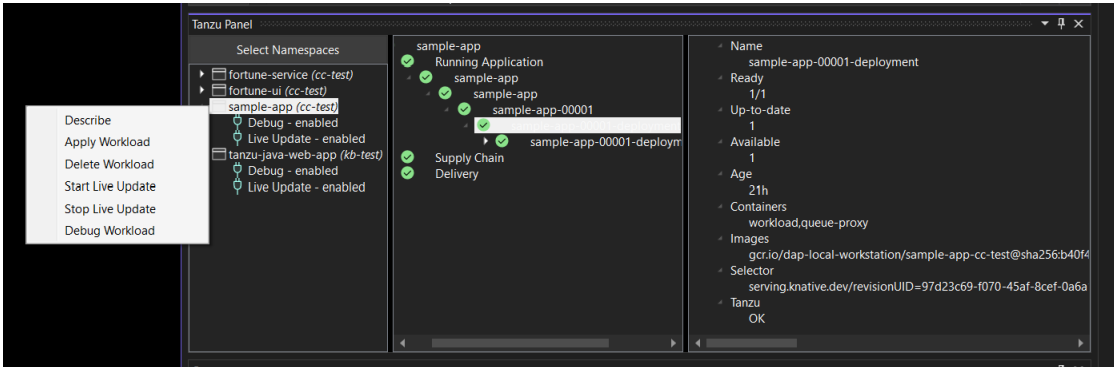 Tanzu Panel
Select Namespaces
fortune-service (cc-test)
fortune-ui (cc-test)
sample-app (cc-test)
Debug - enabled
Live Update - enabled
tanzu-java-web-app (kb-test)
Debug - enabled
Live Update - enabled
Describe
Apply Workload
Delete Workload
Start Live Update
Stop Live Update
Debug Workload
sample-app
Running Application
sample-app
sample-app
sample-app-00001
sample-app-00001-deploym
Supply Chain
Delivery
Name
sample-app-00001-deployment
Ready
1/1
Up-to-date
1
Available
1
Age
21h
Containers
workload,queue-proxy
Images
gcr.io/dap-local-workstation/sample-app-cc-test@sha256:b40f4
Selector
serving.knative.dev/revisionUID=97d23c69-f070-45af-8cef-0a6a
Tanzu
OK